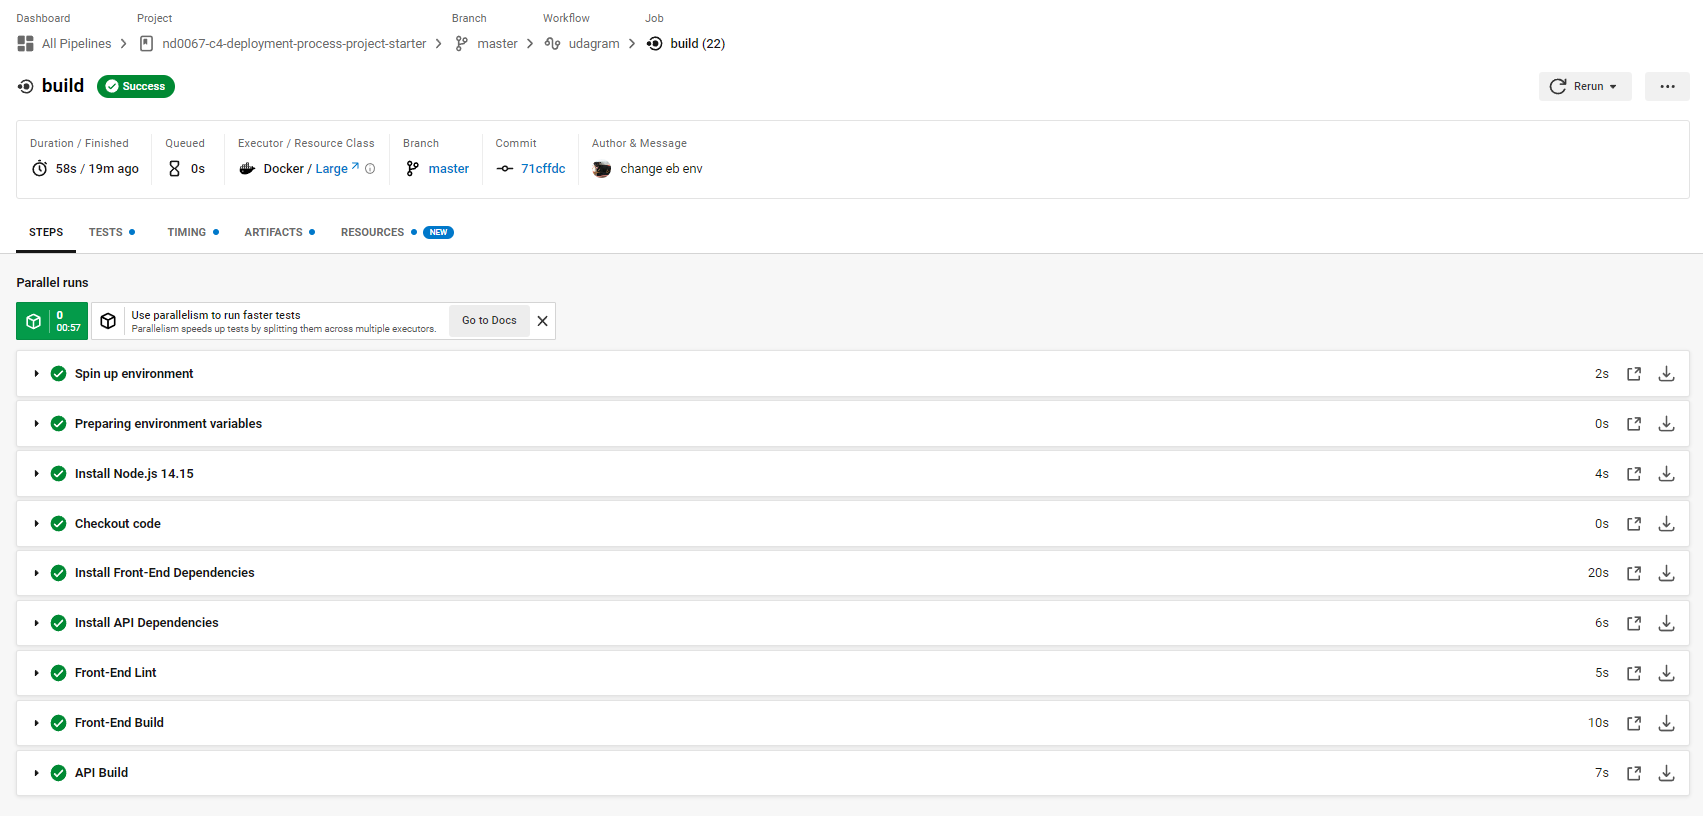 Dashboard Project Branch Workflow Job
All Pipelines nd0067-c4-deployment-process-project-starter master udagram build (22)
build Success Rerun
Duration / Finished Queued Executor / Resource Class Branch Commit Author & Message
58s / 19m ago 0s Docker / Large master 71cffdc change eb env
STEPS TESTS TIMING ARTIFACTS RESOURCES NEW
Parallel runs
0
00:57
Use parallelism to run faster tests
Parallelism speeds up tests by splitting them across multiple executors.
Go to Docs
Spin up environment 2s
Preparing environment variables 0s
Install Node.js 14.15 4s
Checkout code 0s
Install Front-End Dependencies 20s
Install API Dependencies 6s
Front-End Lint 5s
Front-End Build 10s
API Build 7s